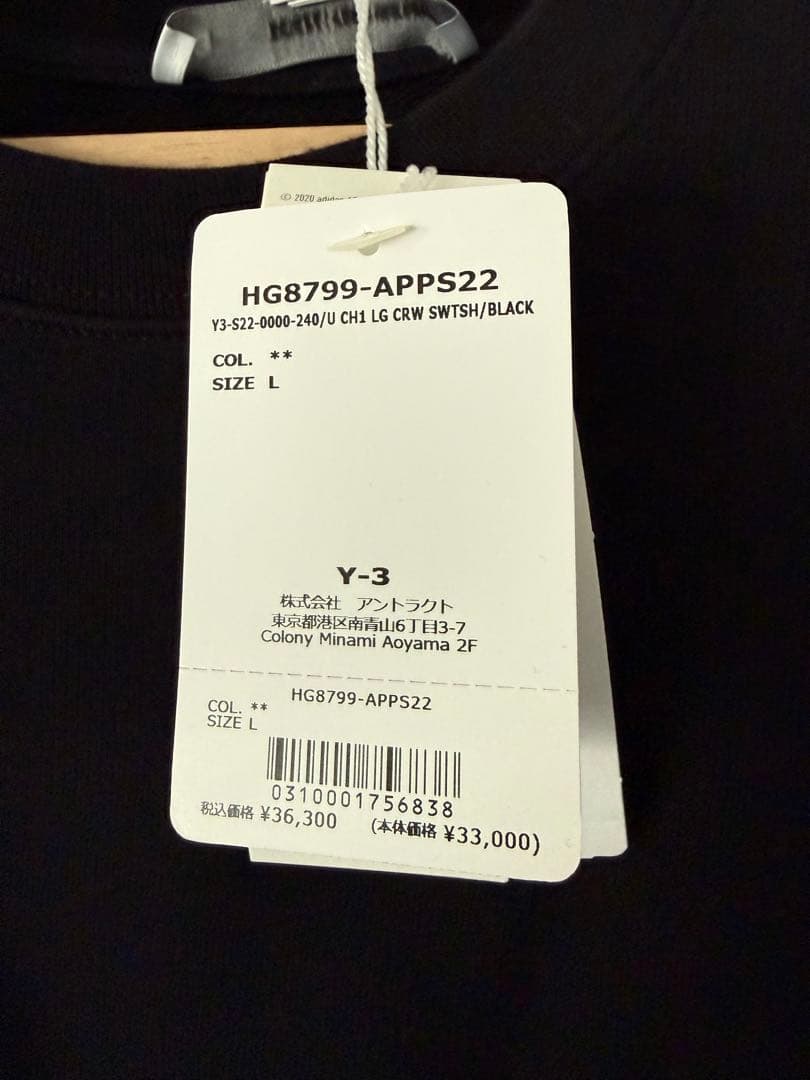 © 2020 adidas
HG8799-APPS22
Y3-S22-0000-240/U CH1 LG CRW SWTSH/BLACK
COL. **
SIZE L
Y-3
株式会社 アントラクト
東京都港区南青山6丁目3-7
Colony Minami Aoyama 2F
HG8799-APPS22
COL. **
SIZE L
0310001756838
税込価格 ¥36,300 (本体価格 ¥33,000)